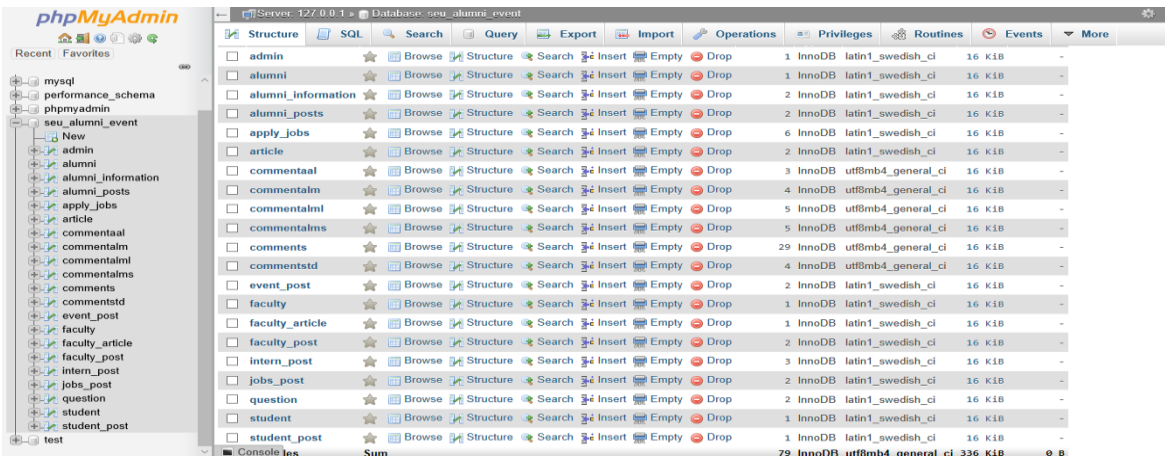 phpMyAdmin
Recent Favorites
mysql
performance_schema
phpmyadmin
seu_alumni_event
New
admin
alumni
alumni_information
alumni_posts
apply_jobs
article
commentaal
commentalm
commentalml
commentalms
comments
commentstd
event_post
faculty
faculty_article
faculty_post
intern_post
jobs_post
question
student
student_post
test
Server: 127.0.0.1 » Database: seu_alumni_event
Structure SQL Search Query Export Import Operations Privileges Routines Events More
admin Browse Structure Search Insert Empty Drop 1 InnoDB latin1_swedish_ci 16 KiB -
alumni Browse Structure Search Insert Empty Drop 1 InnoDB latin1_swedish_ci 16 KiB -
alumni_information Browse Structure Search Insert Empty Drop 2 InnoDB latin1_swedish_ci 16 KiB -
alumni_posts Browse Structure Search Insert Empty Drop 2 InnoDB latin1_swedish_ci 16 KiB -
apply_jobs Browse Structure Search Insert Empty Drop 6 InnoDB latin1_swedish_ci 16 KiB -
article Browse Structure Search Insert Empty Drop 2 InnoDB latin1_swedish_ci 16 KiB -
commentaal Browse Structure Search Insert Empty Drop 3 InnoDB utf8mb4_general_ci 16 KiB -
commentalm Browse Structure Search Insert Empty Drop 4 InnoDB utf8mb4_general_ci 16 KiB -
commentalml Browse Structure Search Insert Empty Drop 5 InnoDB utf8mb4_general_ci 16 KiB -
commentalms Browse Structure Search Insert Empty Drop 5 InnoDB utf8mb4_general_ci 16 KiB -
comments Browse Structure Search Insert Empty Drop 29 InnoDB utf8mb4_general_ci 16 KiB -
commentstd Browse Structure Search Insert Empty Drop 4 InnoDB utf8mb4_general_ci 16 KiB -
event_post Browse Structure Search Insert Empty Drop 2 InnoDB latin1_swedish_ci 16 KiB -
faculty Browse Structure Search Insert Empty Drop 1 InnoDB latin1_swedish_ci 16 KiB -
faculty_article Browse Structure Search Insert Empty Drop 1 InnoDB latin1_swedish_ci 16 KiB -
faculty_post Browse Structure Search Insert Empty Drop 2 InnoDB latin1_swedish_ci 16 KiB -
intern_post Browse Structure Search Insert Empty Drop 3 InnoDB latin1_swedish_ci 16 KiB -
jobs_post Browse Structure Search Insert Empty Drop 2 InnoDB latin1_swedish_ci 16 KiB -
question Browse Structure Search Insert Empty Drop 2 InnoDB latin1_swedish_ci 16 KiB -
student Browse Structure Search Insert Empty Drop 1 InnoDB latin1_swedish_ci 16 KiB -
student_post Browse Structure Search Insert Empty Drop 1 InnoDB latin1_swedish_ci 16 KiB -
Console les Sum 79 InnoDB utf8mb4_general_ci 336 KiB 0 B